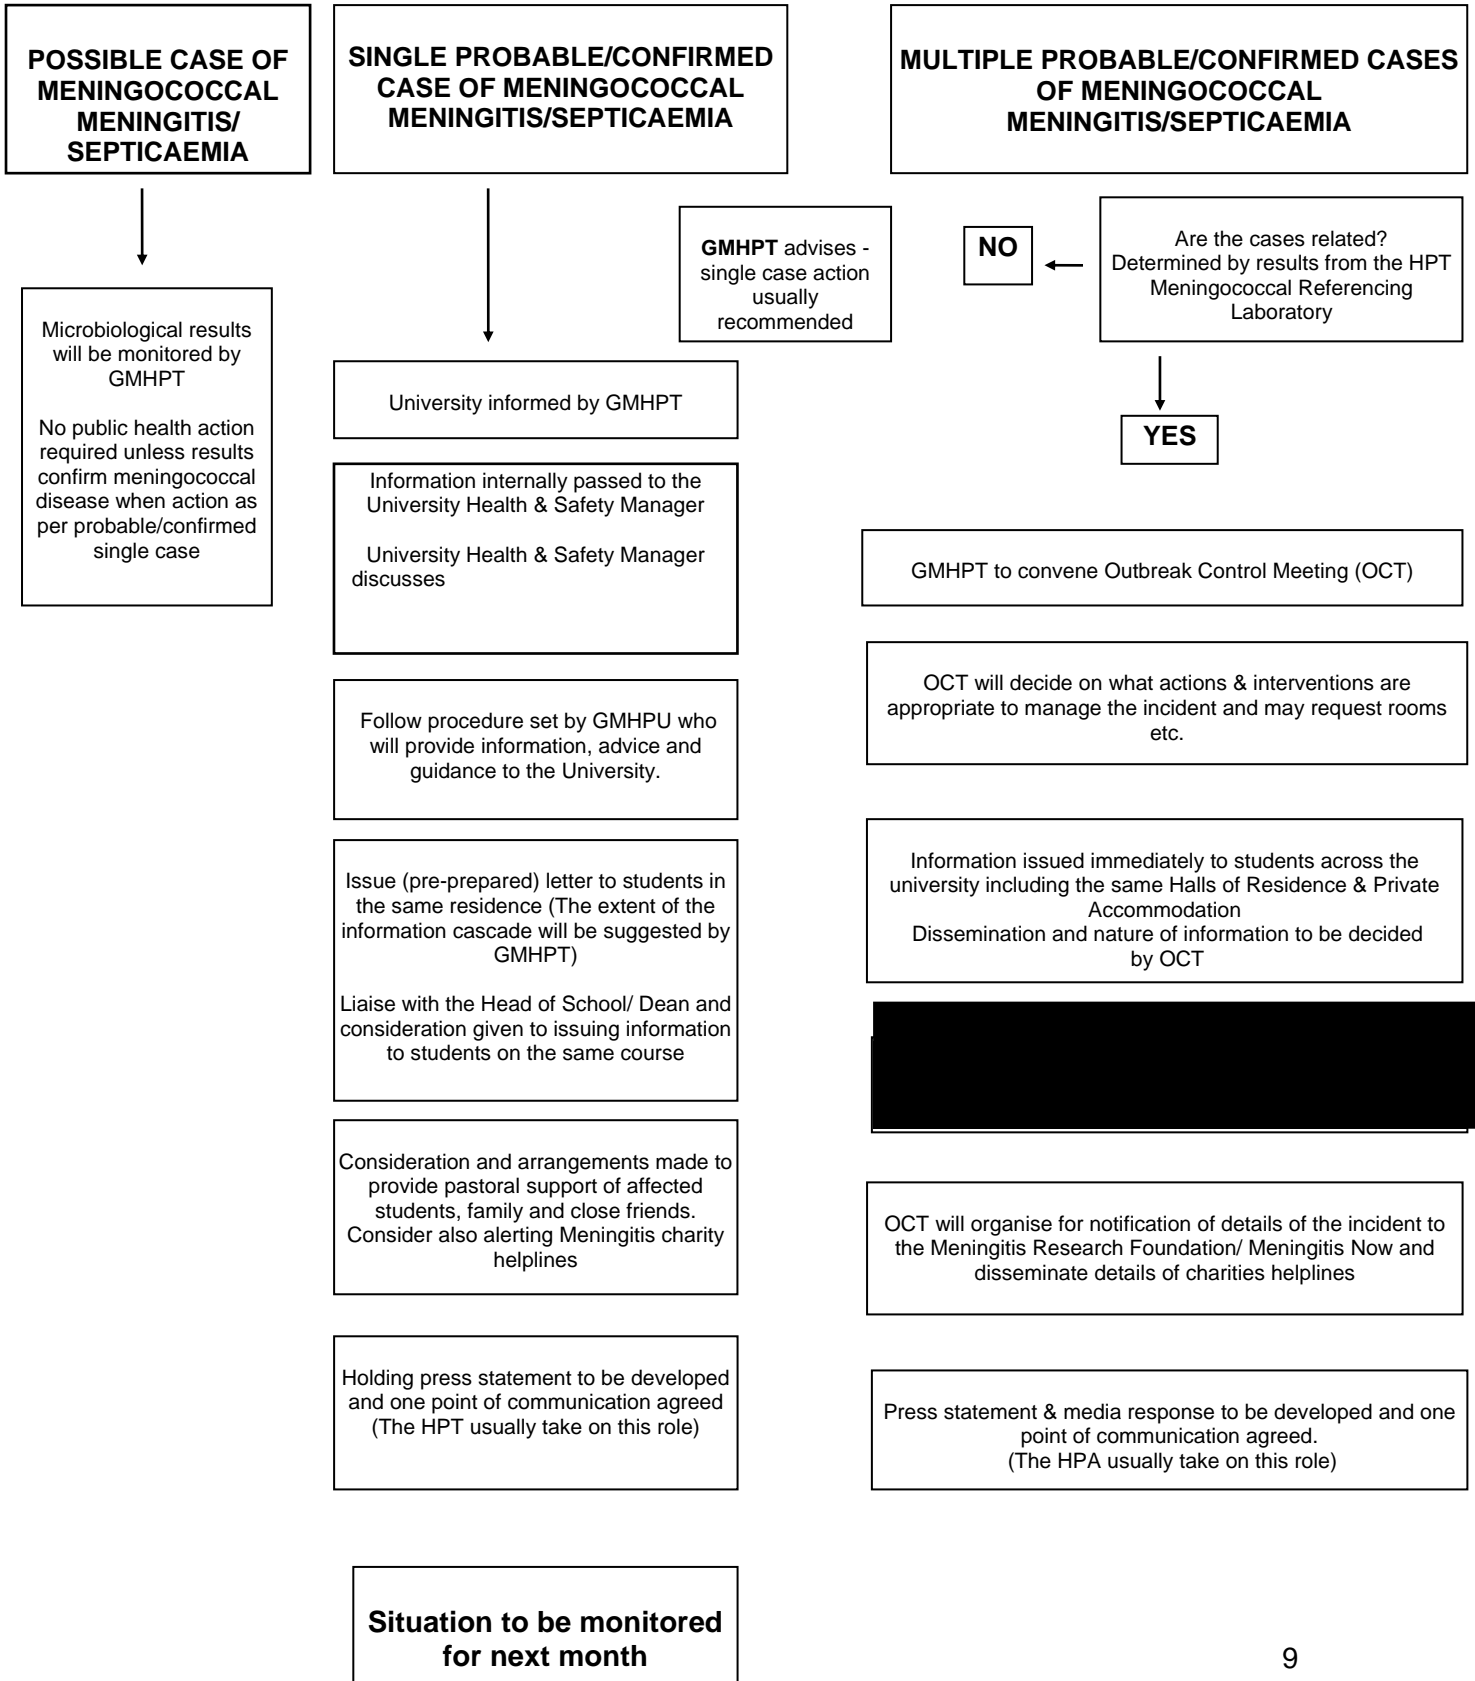 POSSIBLE CASE OF
MENINGOCOCCAL
MENINGITIS/
SEPTICAEMIA
Microbiological results
will be monitored by
GMHPT
No public health action
required unless results
confirm meningococcal
disease when action as
per probable/confirmed
single case
SINGLE PROBABLE/CONFIRMED
CASE OF MENINGOCOCCAL
MENINGITIS/SEPTICAEMIA
University informed by GMHPT
Information internally passed to the
University Health & Safety Manager
University Health & Safety Manager
discusses
Follow procedure set by GMHPU who
will provide information, advice and
guidance to the University.
Issue (pre-prepared) letter to students in
the same residence (The extent of the
information cascade will be suggested by
GMHPT)
Liaise with the Head of School/ Dean and
consideration given to issuing information
to students on the same course
Consideration and arrangements made to
provide pastoral support of affected
students, family and close friends.
Consider also alerting Meningitis charity
helplines
Holding press statement to be developed
and one point of communication agreed
(The HPT usually take on this role)
Situation to be monitored
for next month
MULTIPLE PROBABLE/CONFIRMED CASES
OF MENINGOCOCCAL
MENINGITIS/SEPTICAEMIA
Are the cases related?
Determined by results from the HPT
Meningococcal Referencing
Laboratory
NO
GMHPT advises -
single case action
usually
recommended
YES
GMHPT to convene Outbreak Control Meeting (OCT)
OCT will decide on what actions & interventions are
appropriate to manage the incident and may request rooms
etc.
Information issued immediately to students across the
university including the same Halls of Residence & Private
Accommodation
Dissemination and nature of information to be decided
by OCT
OCT will organise for notification of details of the incident to
the Meningitis Research Foundation/ Meningitis Now and
disseminate details of charities helplines
Press statement & media response to be developed and one
point of communication agreed.
(The HPA usually take on this role)
9